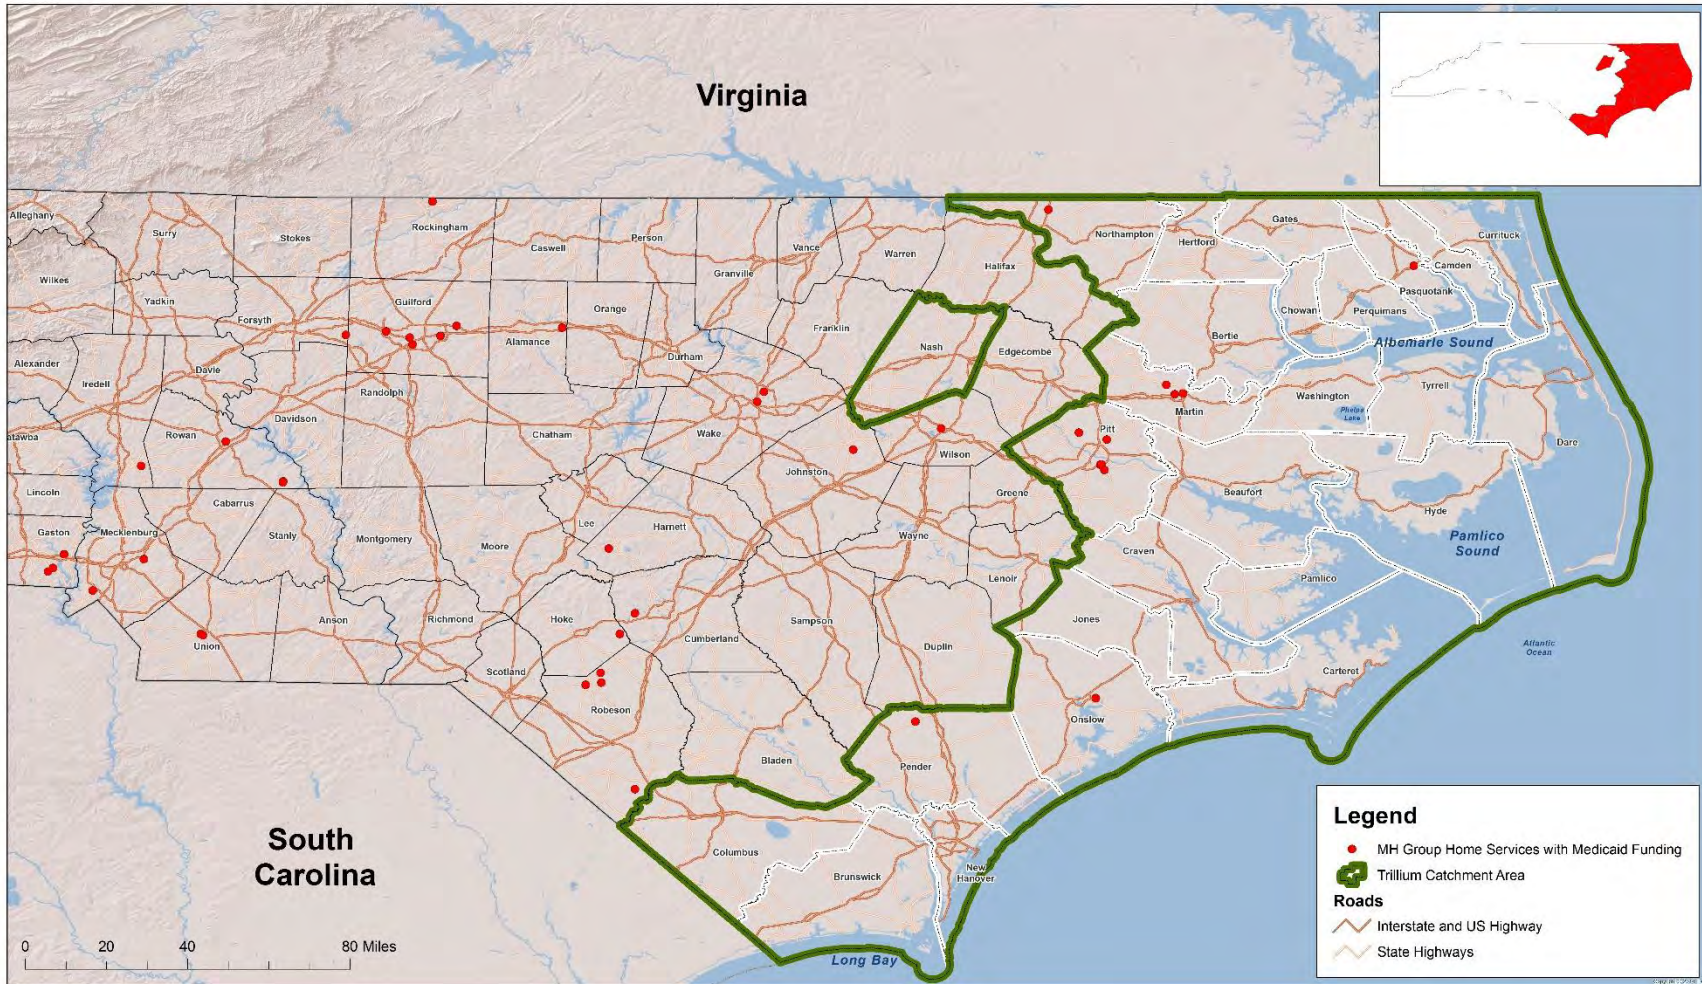 Virginia
Alleghany
Surry
Stokes
Rockingham
Caswell
Person
Granville
Vance
Warren
Halifax
Northampton
Hertford
Gates
Currituck
Camden
Pasquotank
Perquimans
Chowan
Bertie
Albemarle Sound
Wilkes
Yadkin
Forsyth
Guilford
Alamance
Orange
Durham
Franklin
Nash
Edgecombe
Alexander
Iredell
Davie
Randolph
Davidson
Chatham
Wake
Johnston
Wilson
Pitt
Martin
Washington
Tyrrell
Phelps
Lake
Dare
atawba
Rowan
Lincoln
Cabarrus
Gaston
Mecklenburg
Stanly
Montgomery
Moore
Lee
Harnett
Greene
Wayne
Lenoir
Beaufort
Hyde
Pamlico
Sound
Craven
Pamlico
Jones
Carteret
Atlantic
Ocean
Union
Anson
Richmond
Scotland
Hoke
Cumberland
Sampson
Duplin
Robeson
Bladen
Onslow
Pender
Columbus
Brunswick
New
Hanover
Long Bay
South
Carolina
0 20 40 80 Miles
Legend
MH Group Home Services with Medicaid Funding
Trillium Catchment Area
Roads
Interstate and US Highway
State Highways